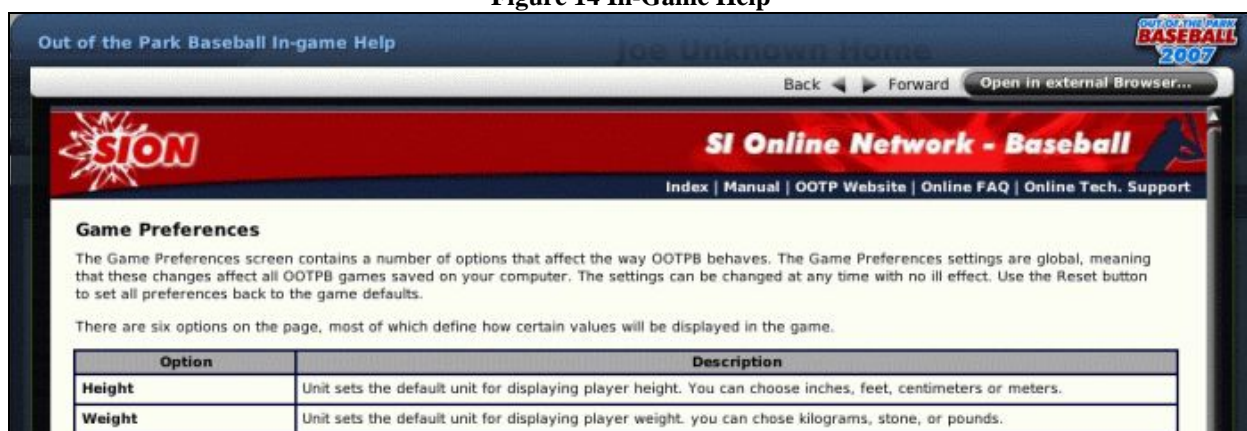 Figure 14 In-Game Help
OUT OF THE PARK
BASEBALL
2007
Out of the Park Baseball In-game Help
Joe Unknown Home
Back Forward Open in external Browser...
SION
SI Online Network - Baseball
Index | Manual | OOTP Website | Online FAQ | Online Tech. Support
Game Preferences
The Game Preferences screen contains a number of options that affect the way OOTPB behaves. The Game Preferences settings are global, meaning
that these changes affect all OOTPB games saved on your computer. The settings can be changed at any time with no ill effect. Use the Reset button
to set all preferences back to the game defaults.
There are six options on the page, most of which define how certain values will be displayed in the game.
Option Description
Height Unit sets the default unit for displaying player height. You can choose inches, feet, centimeters or meters.
Weight Unit sets the default unit for displaying player weight. you can chose kilograms, stone, or pounds.